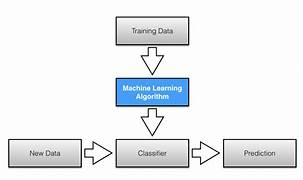 Training Data
Machine Learning
Algorithm
New Data
Classifier
Prediction